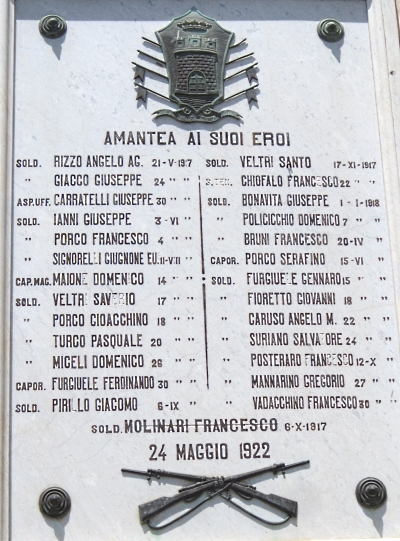 AMANTEA AI SUOI EROI
SOLD. RIZZO ANGELO AG. 21-V-1917
" GIACCO GIUSEPPE 24 " "
ASP.UFF. CARRATELLI GIUSEPPE 30 " "
SOLD. IANNI GIUSEPPE 3-VI "
" PORCO FRANCESCO 4 " "
" SIGNORELLI GIUGNONE EU. 11-VII "
CAP.MAG. MAIONE DOMENICO 14 " "
SOLD. VELTRI SAVERIO 17 " "
" PORCO GIOACCHINO 18 " "
" TURCO PASQUALE 20 " "
" MICELI DOMENICO 26 " "
CAPOR. FURGIUELE FERDINANDO 30 " "
SOLD. PIRILLO GIACOMO 6-IX "
SOLD. VELTRI SANTO 17-XI-1917
S.TEN. CHIOFALO FRANCESCO 22 " "
SOLD. BONAVITA GIUSEPPE 1-1-1918
" POLICICCHIO DOMENICO 7 " "
" BRUNI FRANCESCO 20-IV "
CAPOR. PORCO SERAFINO 15-VI "
SOLD. FURGIUELE GENNARO 15 " "
" FIORETTO GIOVANNI 18 " "
" CARUSO ANGELO M. 22 " "
" SURIANO SALVATORE 24 " "
" POSTERARO FRANCESCO 12-X "
" MANNARINO GREGORIO 27 " "
" VADACCHINO FRANCESCO 30 " "
SOLD. MOLINARI FRANCESCO 6-X-1917
24 MAGGIO 1922